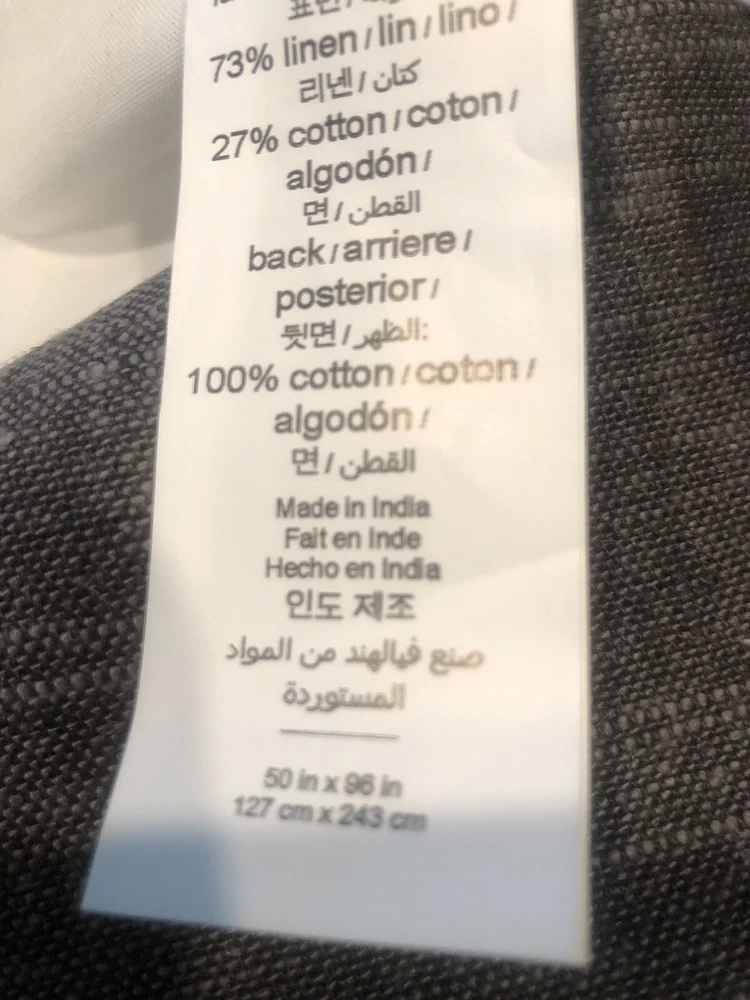 73% linen / lin / lino /
리넨 / كتان
27% cotton / coton /
algodón /
면 / القطن
back / arriere /
posterior /
뒷면 / الظهر:
100% cotton / coton /
algodón /
면 / القطن
Made in India
Fait en Inde
Hecho en India
인도 제조
صنع فيالهند من المواد
المستوردة
50 in x 96 in
127 cm x 243 cm